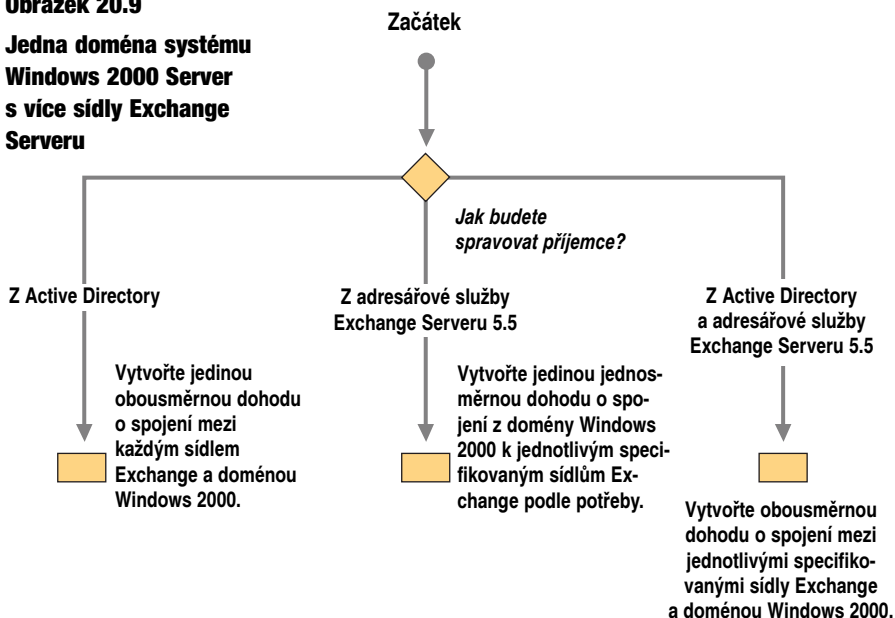 Obrázek 20.9
Jedna doména systému
Windows 2000 Server
s více sídly Exchange
Serveru
Začátek
Jak budete
spravovat příjemce?
Z Active Directory
Z adresářové služby
Exchange Serveru 5.5
Z Active Directory
a adresářové služby
Exchange Serveru 5.5
Vytvořte jedinou
obousměrnou dohodu
o spojení mezi
každým sídlem
Exchange a doménou
Windows 2000.
Vytvořte jedinou jednos-
měrnou dohodu o spo-
jení z domény Windows
2000 k jednotlivým speci-
fikovaným sídlům Ex-
change podle potřeby.
Vytvořte obousměrnou
dohodu o spojení mezi
jednotlivými specifiko-
vanými sídly Exchange
a doménou Windows 2000.